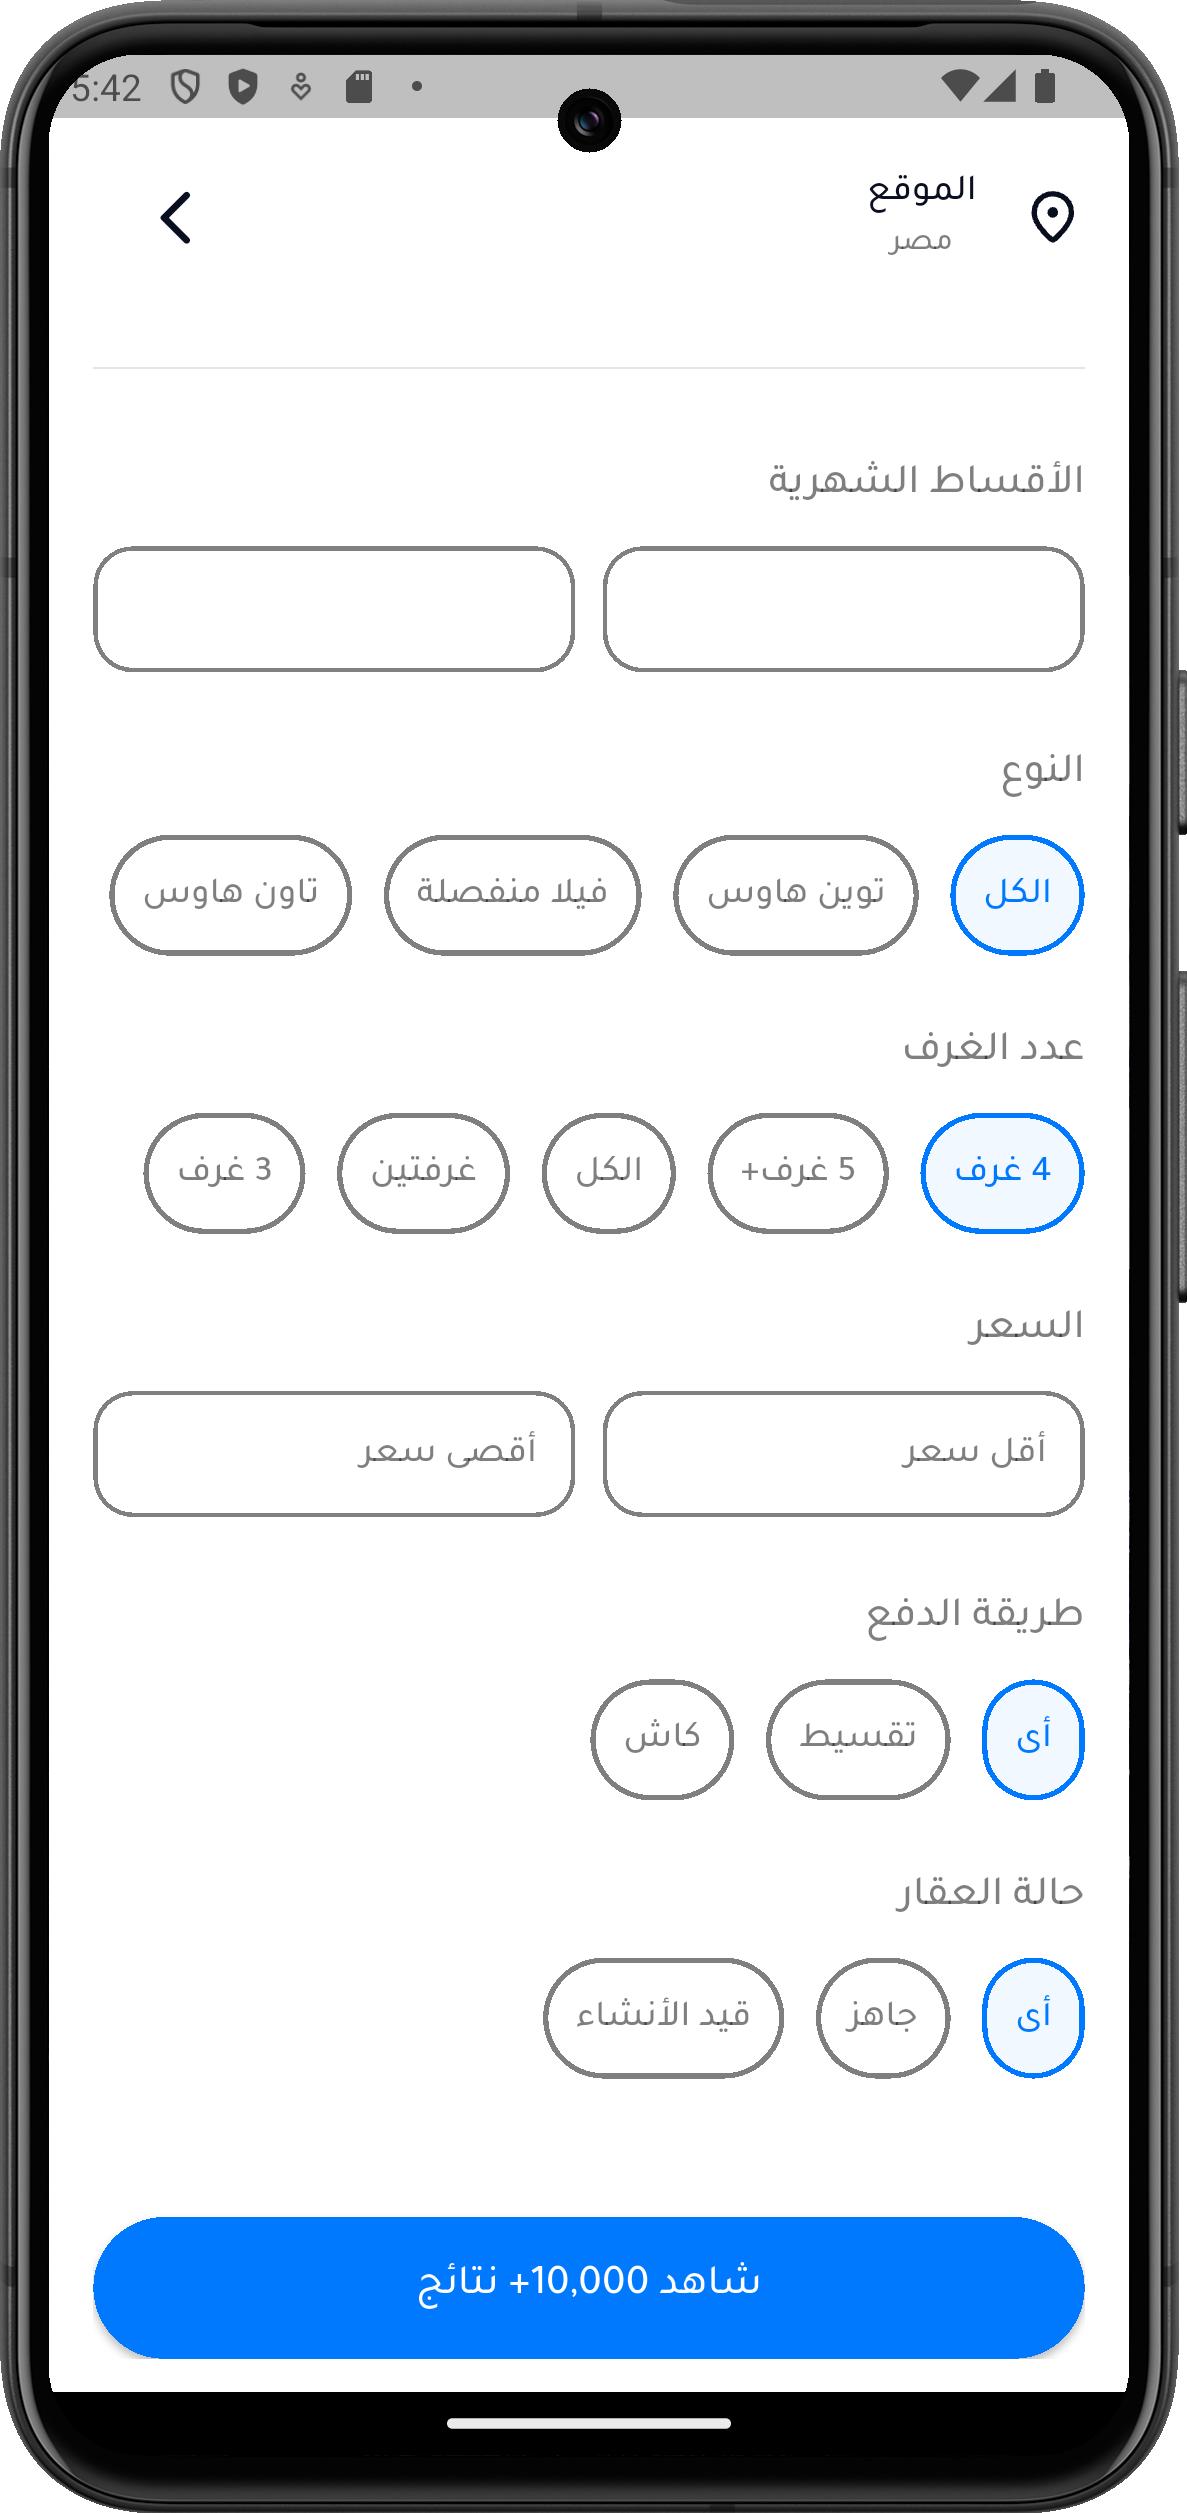 5:42
الموقع
مصر
الأقساط الشهرية
النوع
الكل توين هاوس فيلا منفصلة تاون هاوس
عدد الغرف
4 غرف 5 غرف+ الكل غرفتين 3 غرف
السعر
أقل سعر أقصى سعر
طريقة الدفع
أى تقسيط كاش
حالة العقار
أى جاهز قيد الأنشاء
شاهد 10,000+ نتائج